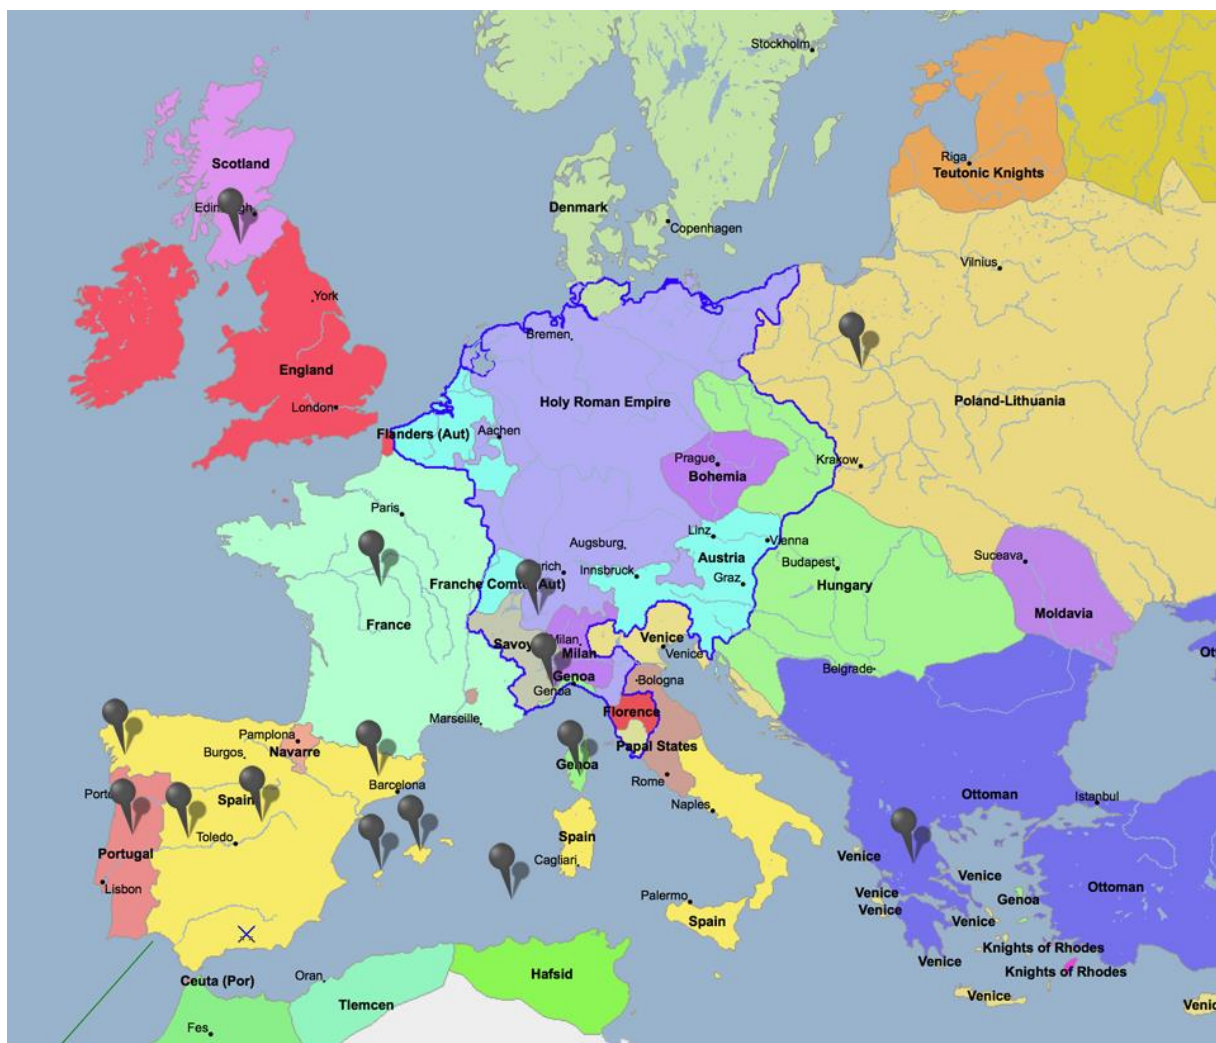 Stockholm
Scotland
Riga
Teutonic Knights
Denmark
Copenhagen
Vilnius
York
Bremen
England
Holy Roman Empire
Poland-Lithuania
London
Flanders (Aut)
Aachen
Prague
Krakow
Bohemia
Paris
Linz
Vienna
Augsburg
Austria
Suceava
Budapest
Innsbruck
Graz
Hungary
Franche Comté (Aut)
France
Moldavia
Savoy
Milan
Venice
Milan
Venice
Belgrade
Genoa
Bologna
Genoa
Florence
Marseille
Pamplona
Navarre
Burgos
Papal States
Genoa
Rome
Barcelona
Spain
Ottoman
Istanbul
Naples
Toledo
Spain
Portugal
Cagliari
Venice
Venice
Ottoman
Lisbon
Venice
Palermo
Genoa
Venice
Spain
Venice
Knights of Rhodes
Venice
Knights of Rhodes
Ceuta (Por)
Oran
Hafsid
Venice
Tlemcen
Fes